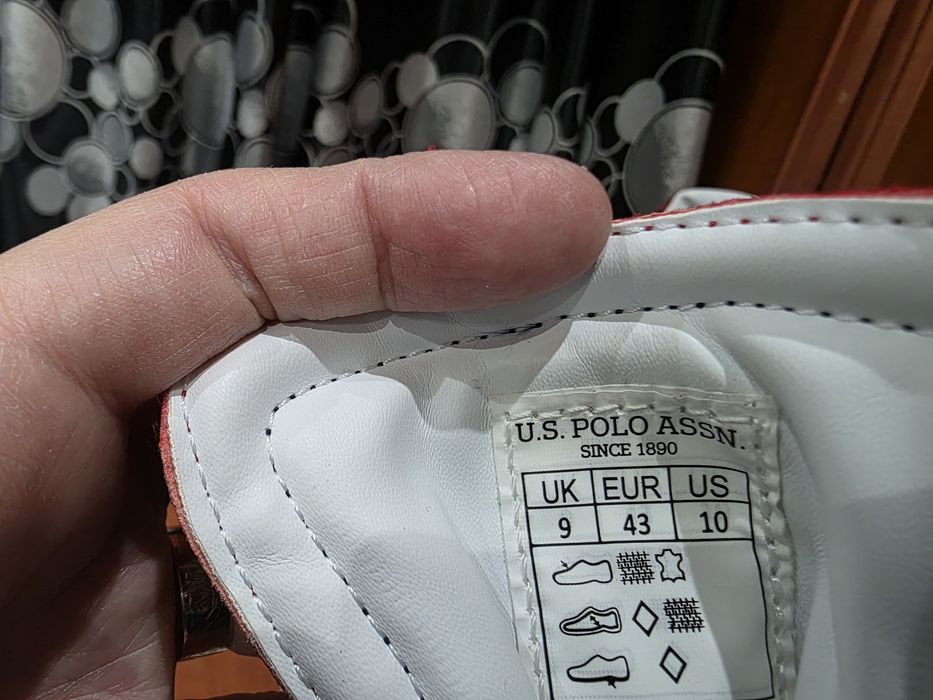 U.S. POLO ASSN.
SINCE 1890
UK EUR US
9 43 10